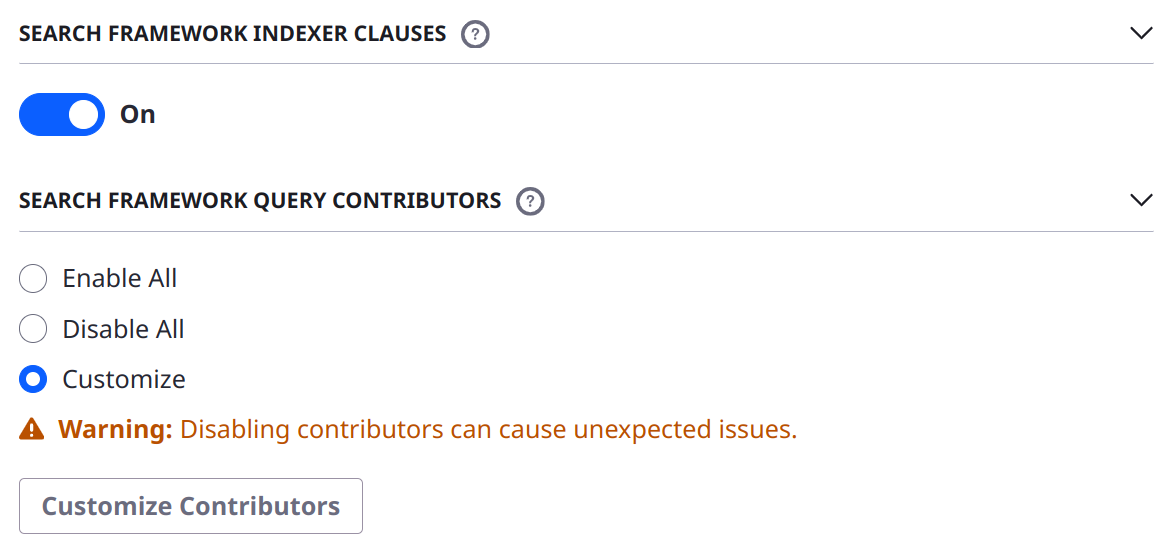 SEARCH FRAMEWORK INDEXER CLAUSES ?
On
SEARCH FRAMEWORK QUERY CONTRIBUTORS ?
Enable All
Disable All
Customize
Warning: Disabling contributors can cause unexpected issues.
Customize Contributors